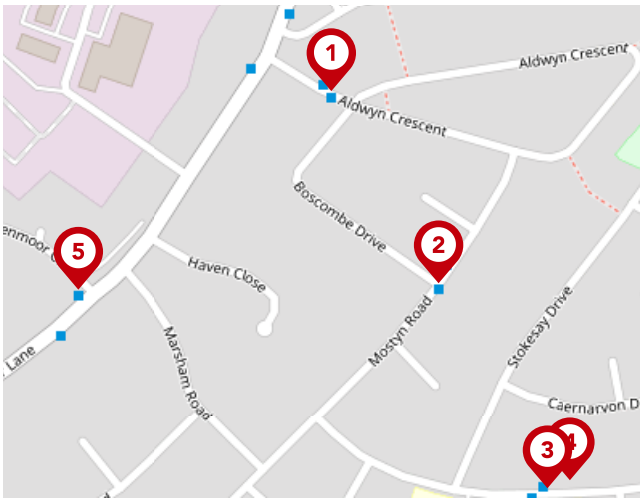 1
Aldwyn Crescent
Aldwyn Crescent
Boscombe Drive
2
5
Haven Close
Mostyn Road
Stokesay Drive
Marsham Road
Lane
Caernarvon D
3
4